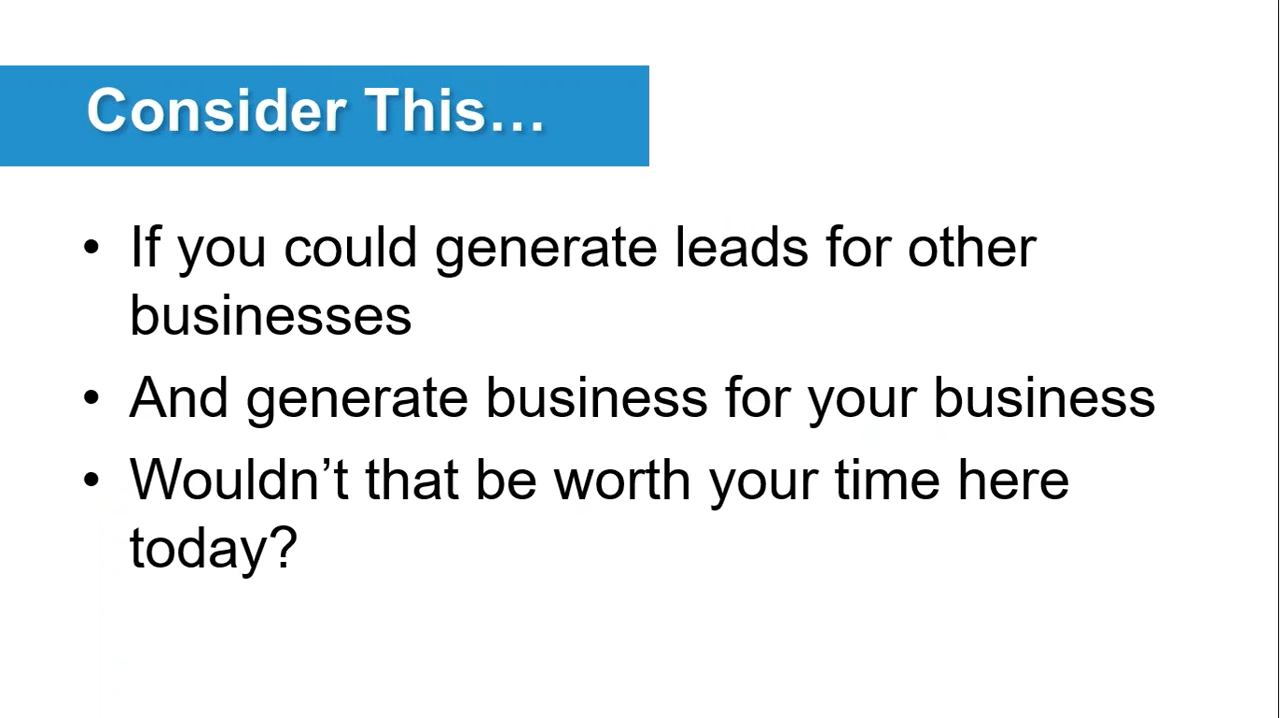 Consider This…
• If you could generate leads for other
businesses
• And generate business for your business
• Wouldn’t that be worth your time here
today?